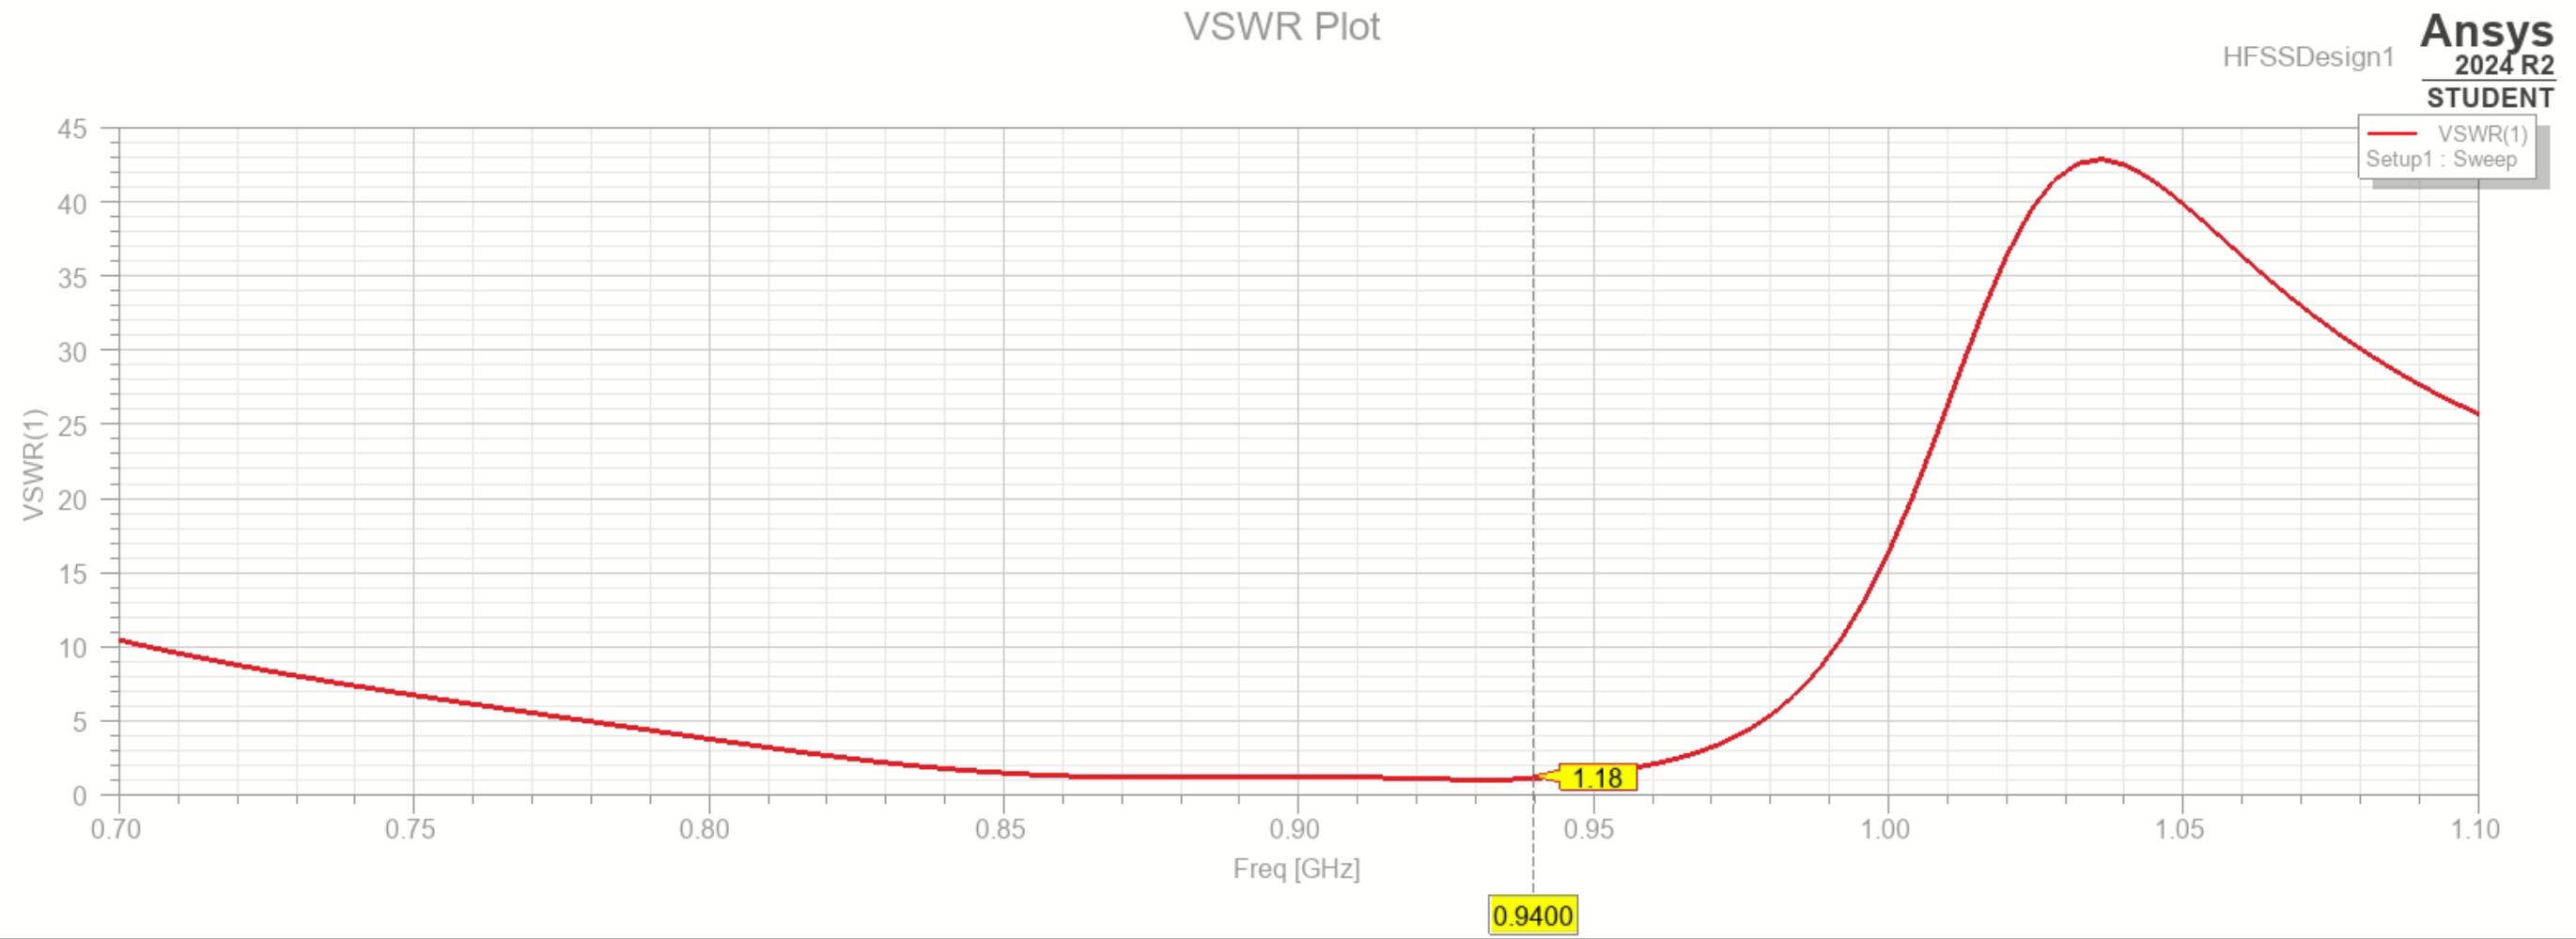 VSWR Plot
HFSSDesign1
Ansys
2024 R2
STUDENT
VSWR(1)
Setup1 : Sweep
45
40
35
30
25
20
15
10
5
0
VSWR(1)
1.18
0.70 0.75 0.80 0.85 0.90 0.95 1.00 1.05 1.10
Freq [GHz]
0.9400